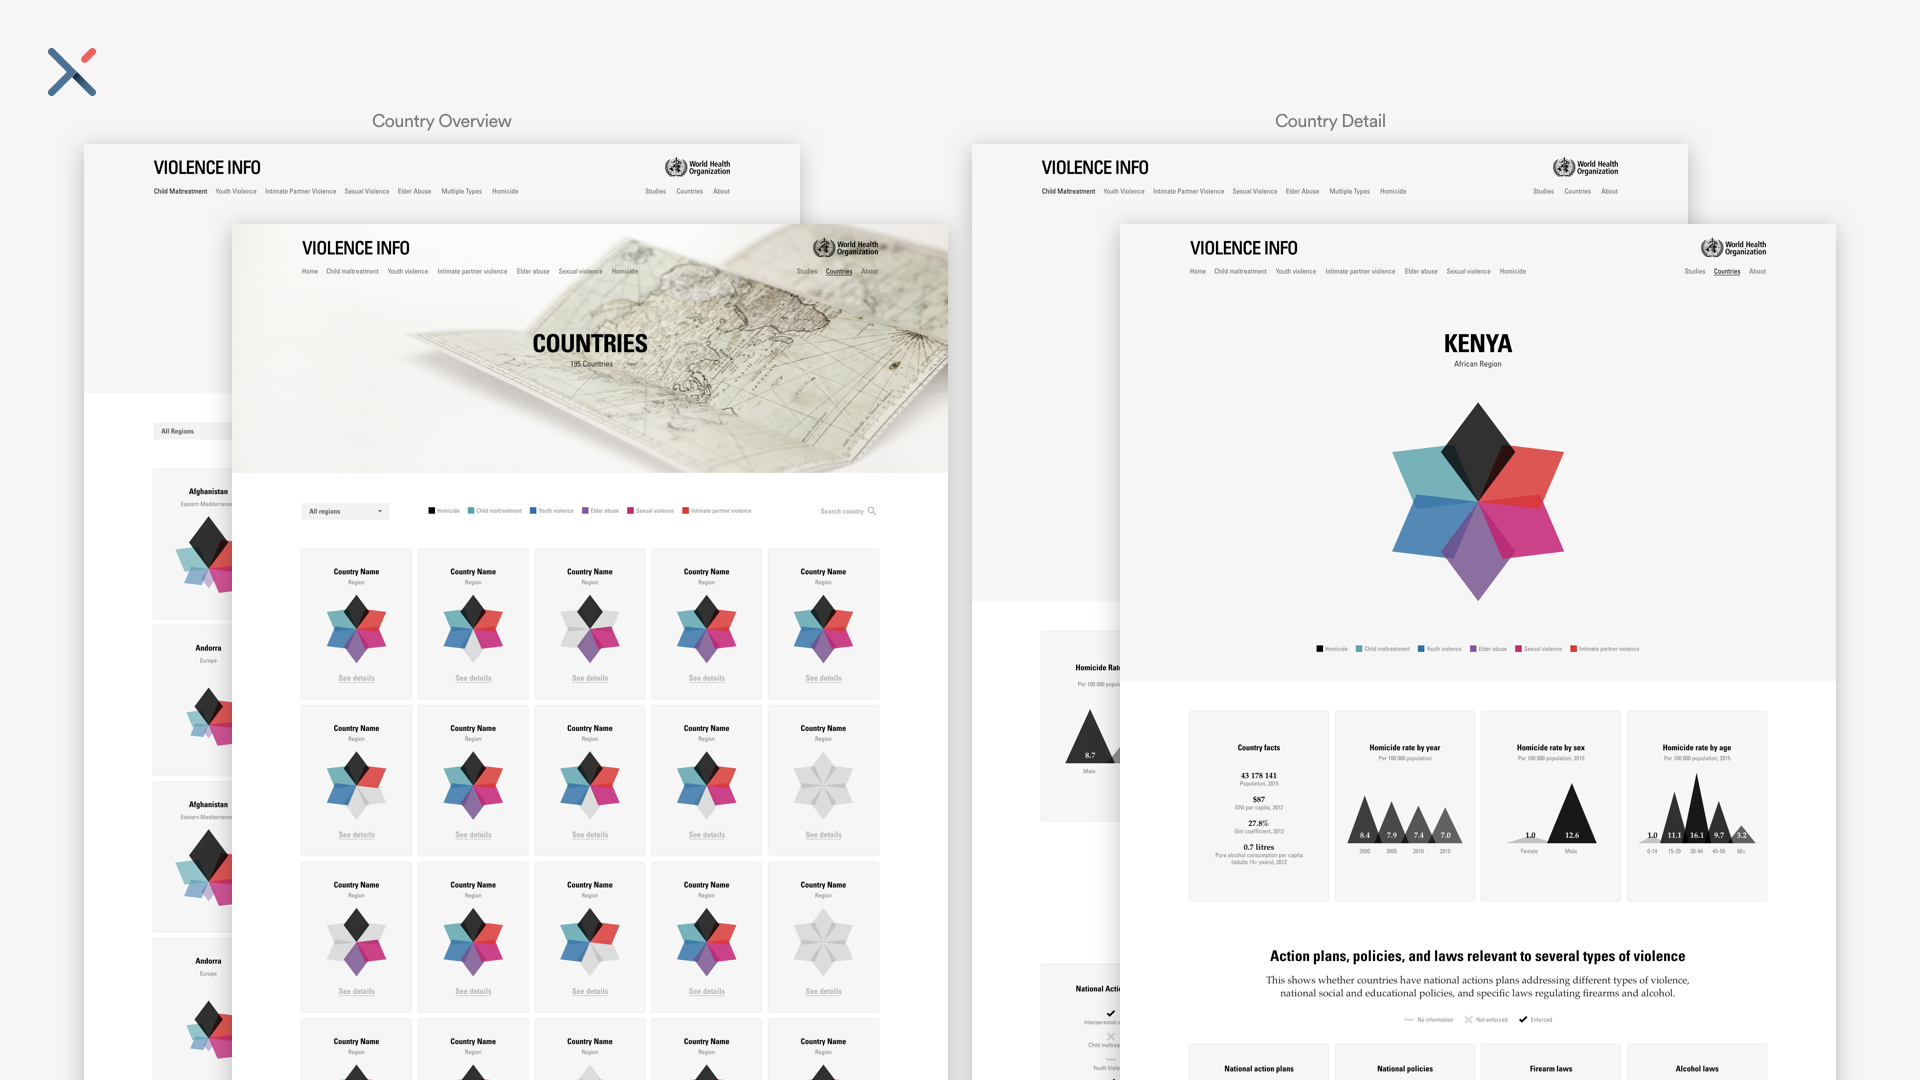 Country Overview
VIOLENCE INFO
World Health
Organization
Child Maltreatment Youth Violence Intimate Partner Violence Sexual Violence Elder Abuse Multiple Types Homicide
Studies Countries About
All Regions
Afghanistan
Andorra
Europe
Afghanistan
Andorra
Europe
VIOLENCE INFO
World Health
Organization
Home Child maltreatment Youth violence Intimate partner violence Elder abuse Sexual violence Homicide
Studies Countries About
COUNTRIES
195 Countries
All regions
Homicide Child maltreatment Youth violence Elder abuse Sexual violence Intimate partner violence
Search country
Country Name Country Name Country Name Country Name Country Name
Region Region Region Region Region
See details See details See details See details See details
Country Name Country Name Country Name Country Name Country Name
Region Region Region Region Region
See details See details See details See details See details
Country Name Country Name Country Name Country Name Country Name
Region Region Region Region Region
See details See details See details See details See details
Country Name Country Name Country Name Country Name Country Name
Region Region Region Region Region
Country Detail
VIOLENCE INFO
World Health
Organization
Child Maltreatment Youth Violence Intimate Partner Violence Sexual Violence Elder Abuse Multiple Types Homicide
Studies Countries About
Homicide
Per 100 000
8.7
Male
National
Interpersonal
Child
Youth
VIOLENCE INFO
World Health
Organization
Home Child maltreatment Youth violence Intimate partner violence Elder abuse Sexual violence Homicide
Studies Countries About
KENYA
African Region
Homicide Child maltreatment Youth violence Elder abuse Sexual violence Intimate partner violence
Country facts
43 178 141
Population, 2015
$87
GNI per capita, 2012
27.8%
Gini coefficient, 2012
0.7 litres
Pure alcohol consumption per capita
(adults 15+ years), 2012
Homicide rate by year
Per 100 000 population
8.4 7.9 7.4 7.0
2000 2005 2010 2015
Homicide rate by sex
Per 100 000 population, 2015
1.0 12.6
Female Male
Homicide rate by age
Per 100 000 population, 2015
1.0 11.1 16.1 9.7 3.2
0-14 15-29 30-44 45-59 60+
Action plans, policies, and laws relevant to several types of violence
This shows whether countries have national actions plans addressing different types of violence,
national social and educational policies, and specific laws regulating firearms and alcohol.
No information Not enforced Enforced
National action plans National policies Firearm laws Alcohol laws